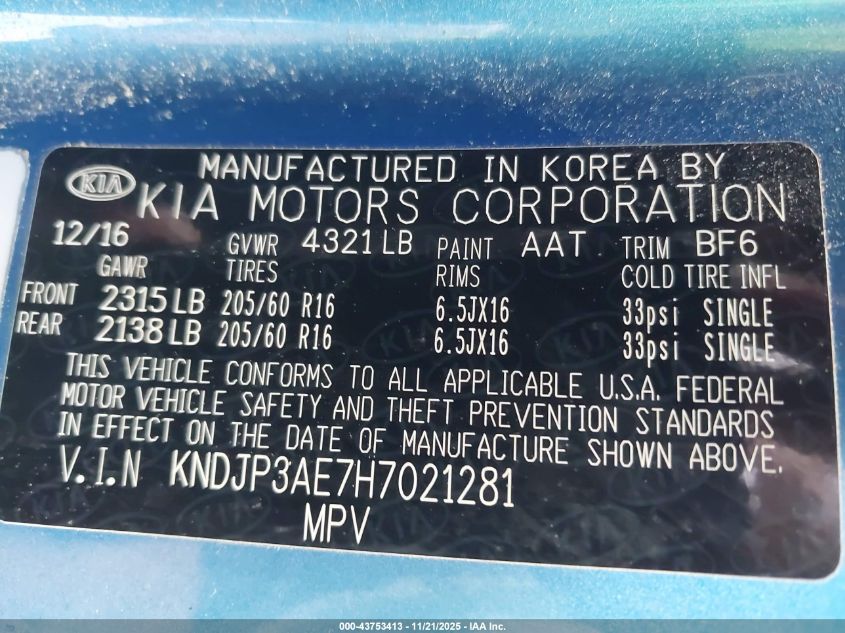 MANUFACTURED IN KOREA BY
KIA KIA MOTORS CORPORATION
12/16 GVWR 4321 LB PAINT AAT TRIM BF6
GAWR TIRES RIMS COLD TIRE INFL
FRONT 2315 LB 205/60 R16 6.5JX16 33psi SINGLE
REAR 2138 LB 205/60 R16 6.5JX16 33psi SINGLE
THIS VEHICLE CONFORMS TO ALL APPLICABLE U.S.A. FEDERAL
MOTOR VEHICLE SAFETY AND THEFT PREVENTION STANDARDS
IN EFFECT ON THE DATE OF MANUFACTURE SHOWN ABOVE.
V.I.N KNDJP3AE7H7021281
MPV
000-43753413 - 11/21/2025 - IAA Inc.